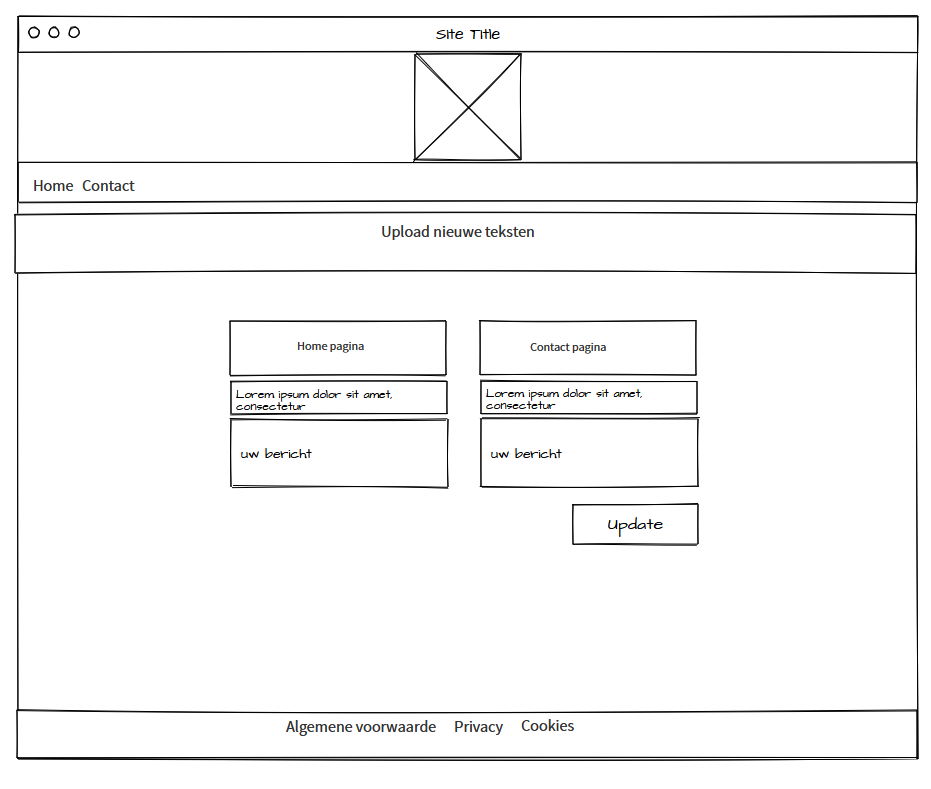 Site Title
Home Contact
Upload nieuwe teksten
Home pagina
Contact pagina
Lorem ipsum dolor sit amet,
consectetur
Lorem ipsum dolor sit amet,
consectetur
uw bericht
uw bericht
Update
Algemene voorwaarde Privacy Cookies